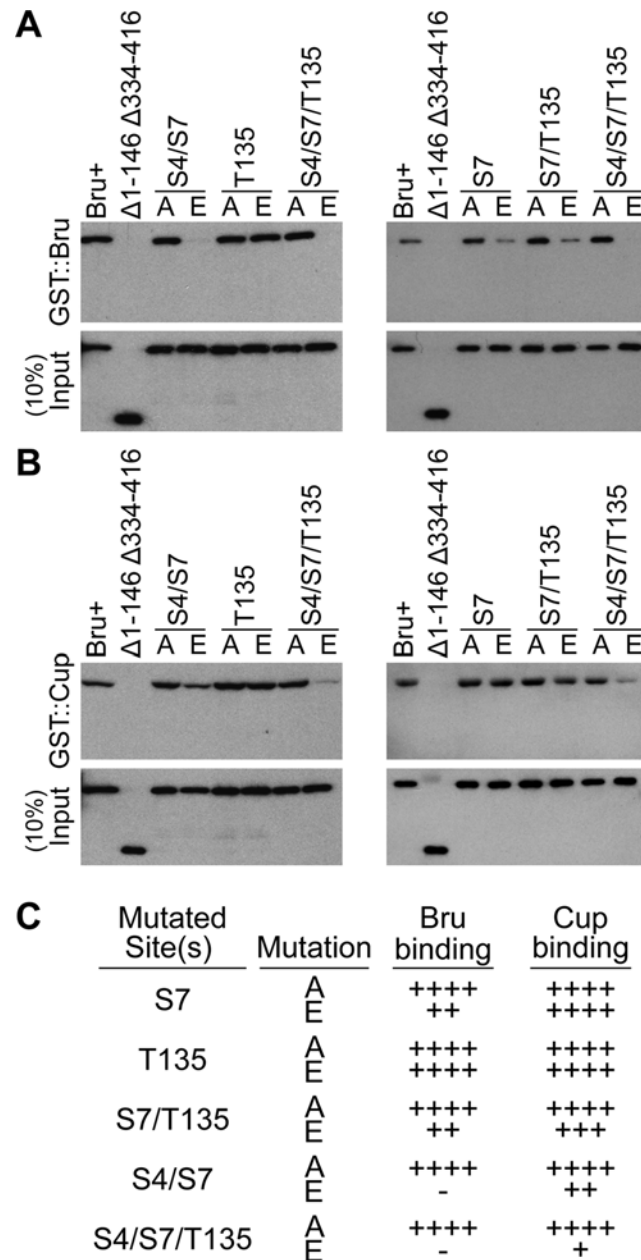 A
Bru+
Δ1-146 Δ334-416
S4/S7
T135
S4/S7/T135
A E A E A E
Bru+
Δ1-146 Δ334-416
S7
S7/T135
S4/S7/T135
A E A E A E
GST::Bru
(10%)
Input
B
Bru+
Δ1-146 Δ334-416
S4/S7
T135
S4/S7/T135
A E A E A E
Bru+
Δ1-146 Δ334-416
S7
S7/T135
S4/S7/T135
A E A E A E
GST::Cup
(10%)
Input
C
Mutated Bru Cup
Site(s) Mutation binding binding
S7 A ++++ ++++
E ++ ++++
T135 A ++++ ++++
E ++++ ++++
S7/T135 A ++++ ++++
E ++ +++
S4/S7 A ++++ ++++
E - ++
S4/S7/T135 A ++++ ++++
E - +